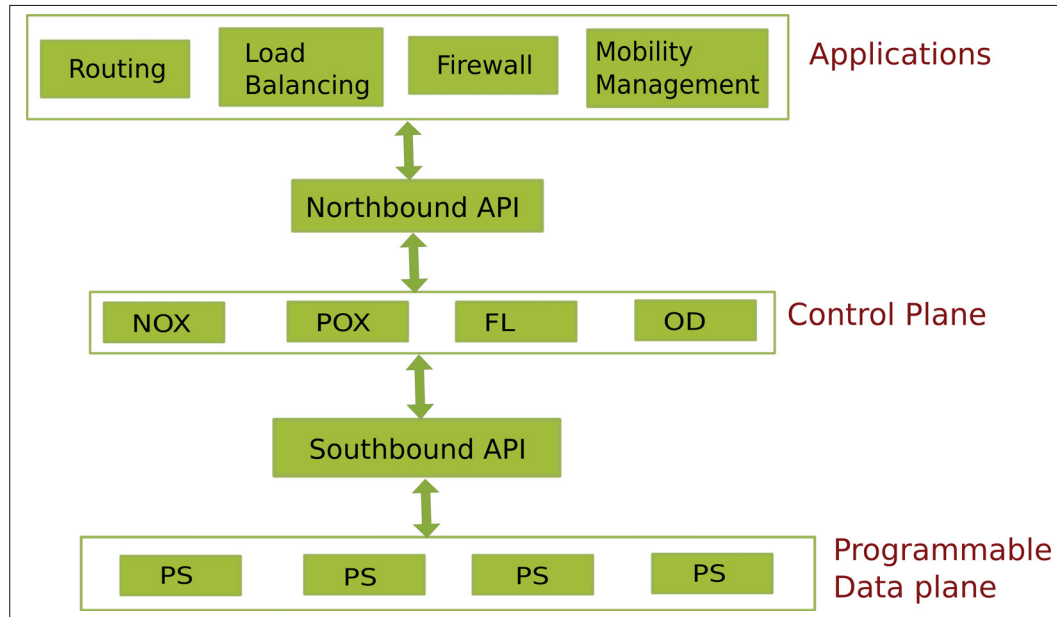 Routing
Load
Balancing
Firewall
Mobility
Management
Applications
Northbound API
NOX
POX
FL
OD
Control Plane
Southbound API
PS
PS
PS
PS
Programmable
Data plane